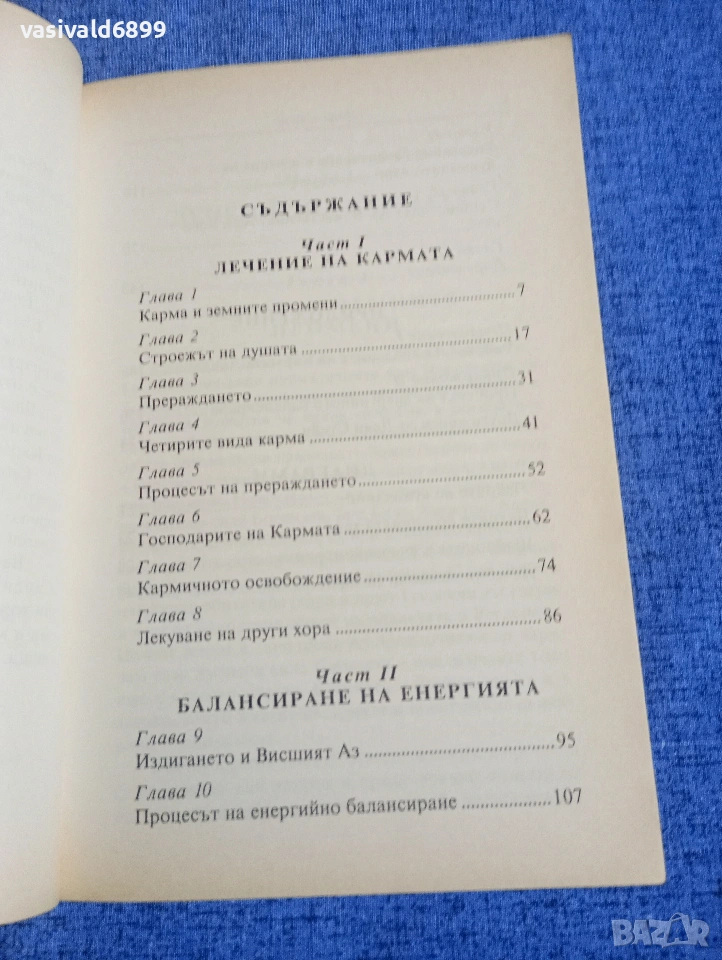 vasivald6899
СЪДЪРЖАНИЕ
Част I
ЛЕЧЕНИЕ НА КАРМАТА
Глава 1
Карма и земните промени 7
Глава 2
Строежът на душата 17
Глава 3
Прераждането 31
Глава 4
Четирите вида карма 41
Глава 5
Процесът на прераждането 52
Глава 6
Господарите на Кармата 62
Глава 7
Кармичното освобождение 74
Глава 8
Лекуване на други хора 86
Част II
БАЛАНСИРАНЕ НА ЕНЕРГИЯТА
Глава 9
Издигането и Висшият Аз 95
Глава 10
Процесът на енергийно балансиране 107
BAZAR